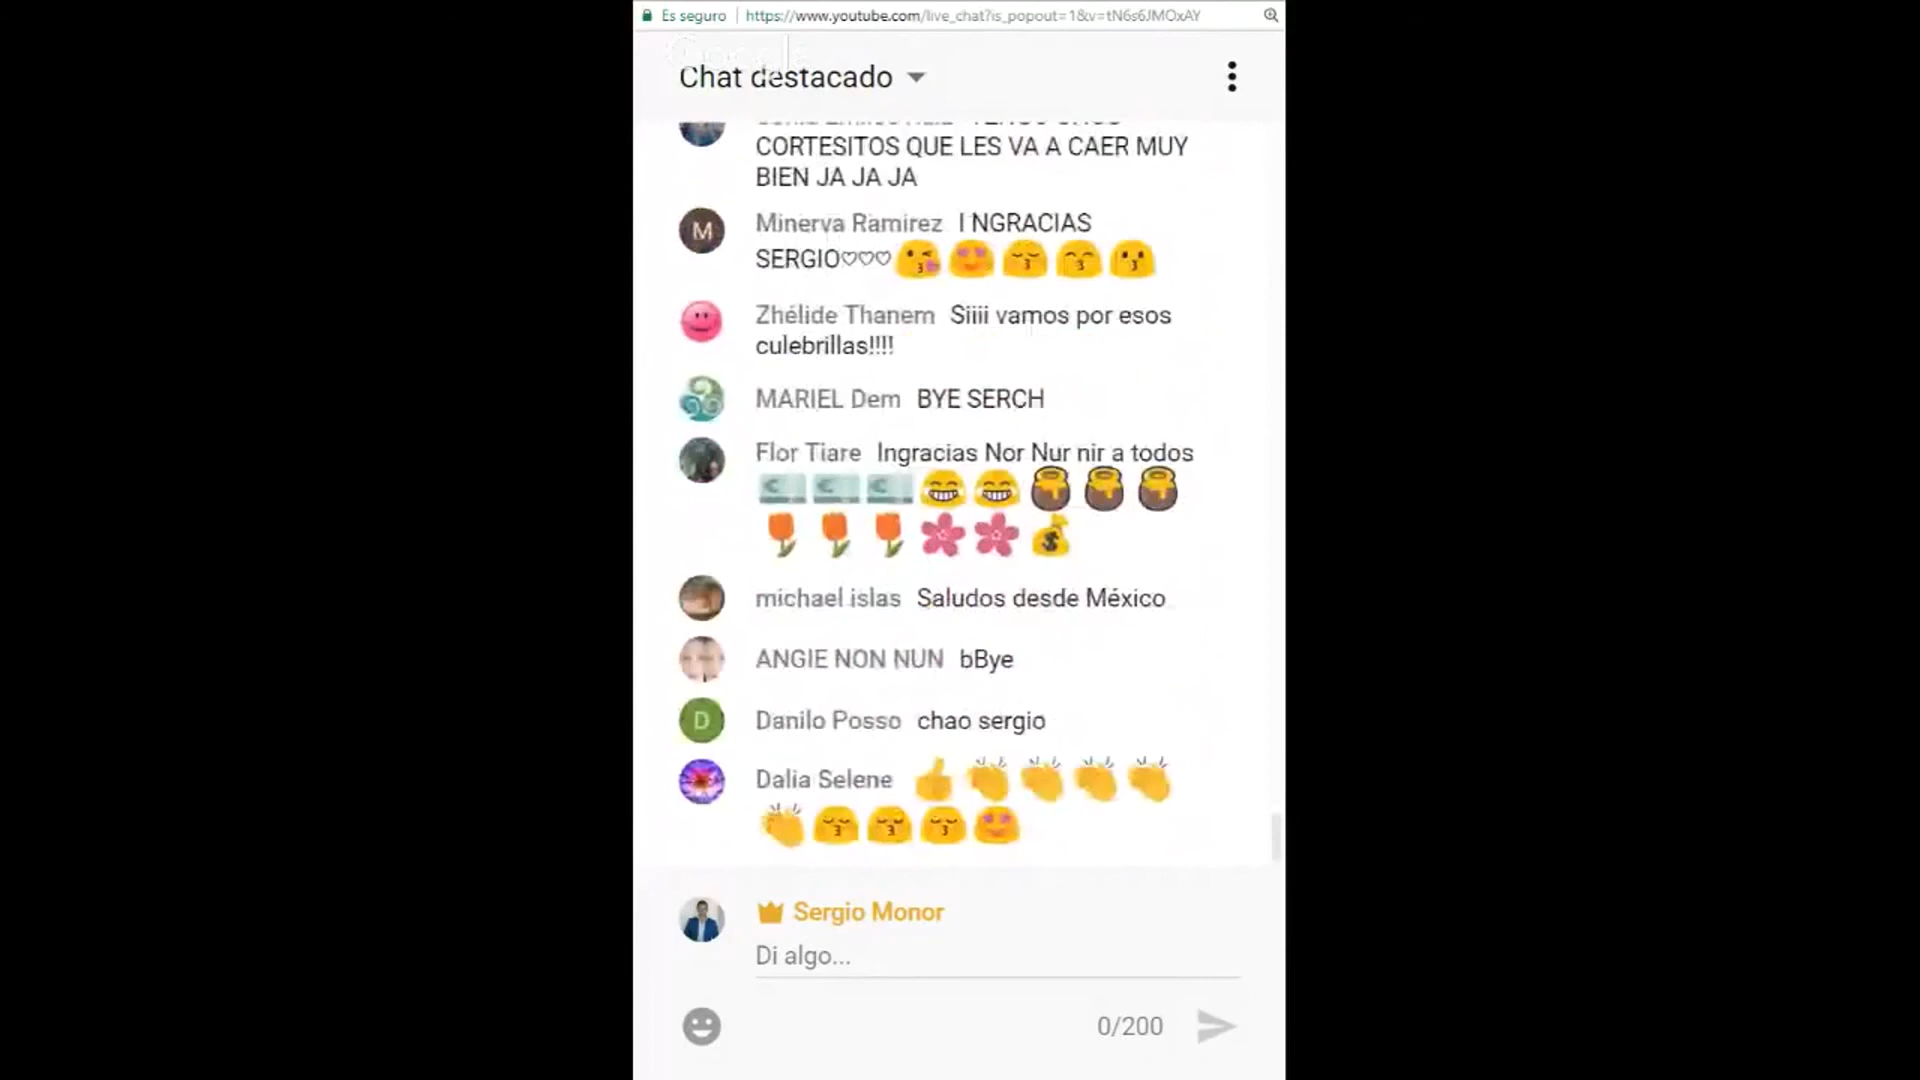 Es seguro https://www.youtube.com/live_chat?is_popout=1&v=tN6s6JMOxAY
Google
Chat destacado
CORTESITOS QUE LES VA A CAER MUY
BIEN JA JA JA
M
Minerva Ramirez I NGRACIAS
SERGIO♡♡♡
Zhélide Thanem Siiii vamos por esos
culebrillas!!!!
MARIEL Dem BYE SERCH
Flor Tiare Ingracias Nor Nur nir a todos
michael islas Saludos desde México
ANGIE NON NUN bBye
D
Danilo Posso chao sergio
Dalia Selene
Sergio Monor
Di algo...
0/200